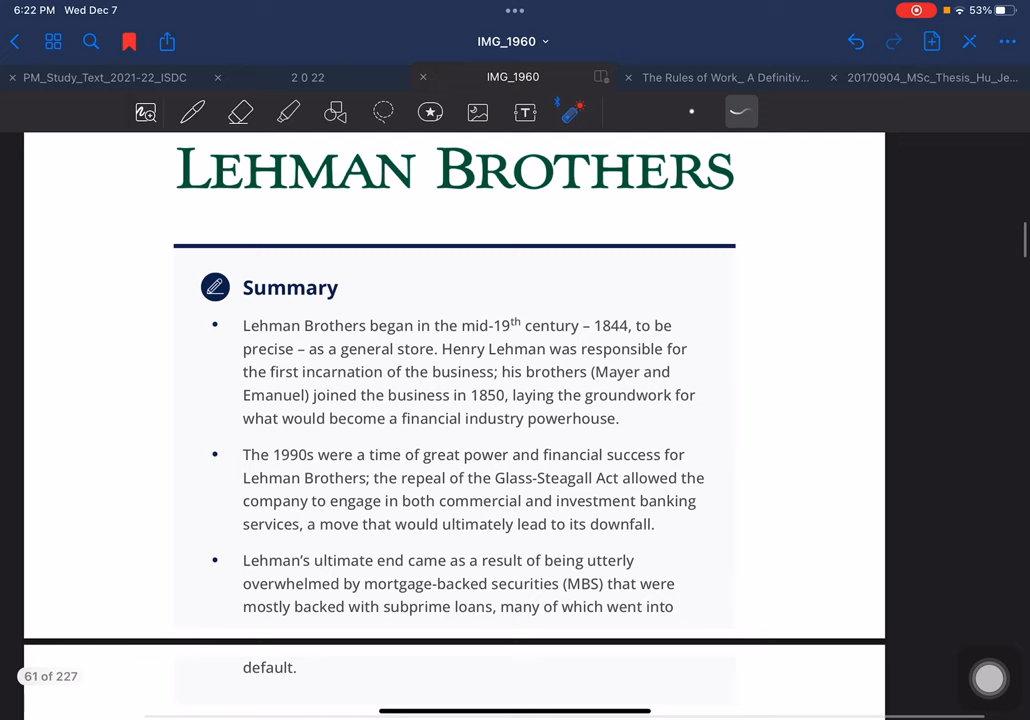 6:22 PM Wed Dec 7
53%
IMG_1960
PM_Study_Text_2021-22_ISDC
2 0 22
IMG_1960
The Rules of Work_ A Definitiv...
20170904_MSc_Thesis_Hu_Je...
LEHMAN BROTHERS
Summary
• Lehman Brothers began in the mid-19th century – 1844, to be
precise – as a general store. Henry Lehman was responsible for
the first incarnation of the business; his brothers (Mayer and
Emanuel) joined the business in 1850, laying the groundwork for
what would become a financial industry powerhouse.
• The 1990s were a time of great power and financial success for
Lehman Brothers; the repeal of the Glass-Steagall Act allowed the
company to engage in both commercial and investment banking
services, a move that would ultimately lead to its downfall.
• Lehman’s ultimate end came as a result of being utterly
overwhelmed by mortgage-backed securities (MBS) that were
mostly backed with subprime loans, many of which went into
default.
61 of 227